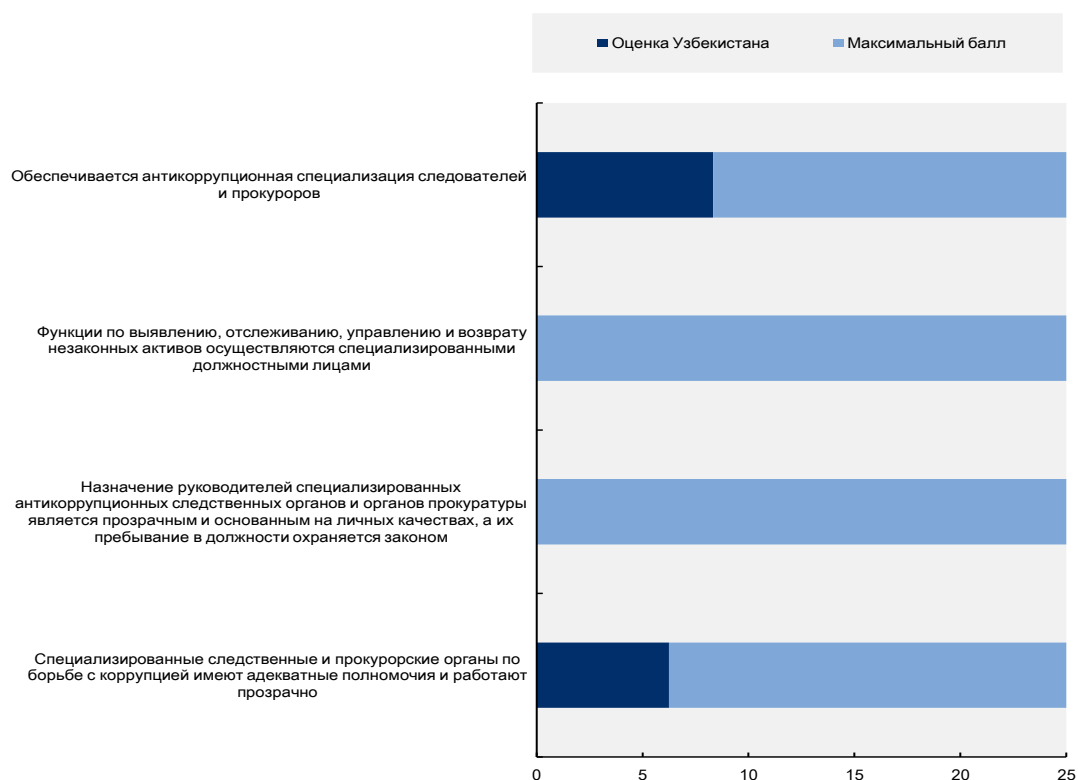 Оценка Узбекистана Максимальный балл
Обеспечивается антикоррупционная специализация следователей
и прокуроров
Функции по выявлению, отслеживанию, управлению и возврату
незаконных активов осуществляются специализированными
должностными лицами
Назначение руководителей специализированных
антикоррупционных следственных органов и органов прокуратуры
является прозрачным и основанным на личных качествах, а их
пребывание в должности охраняется законом
Специализированные следственные и прокурорские органы по
борьбе с коррупцией имеют адекватные полномочия и работают
прозрачно
0 5 10 15 20 25